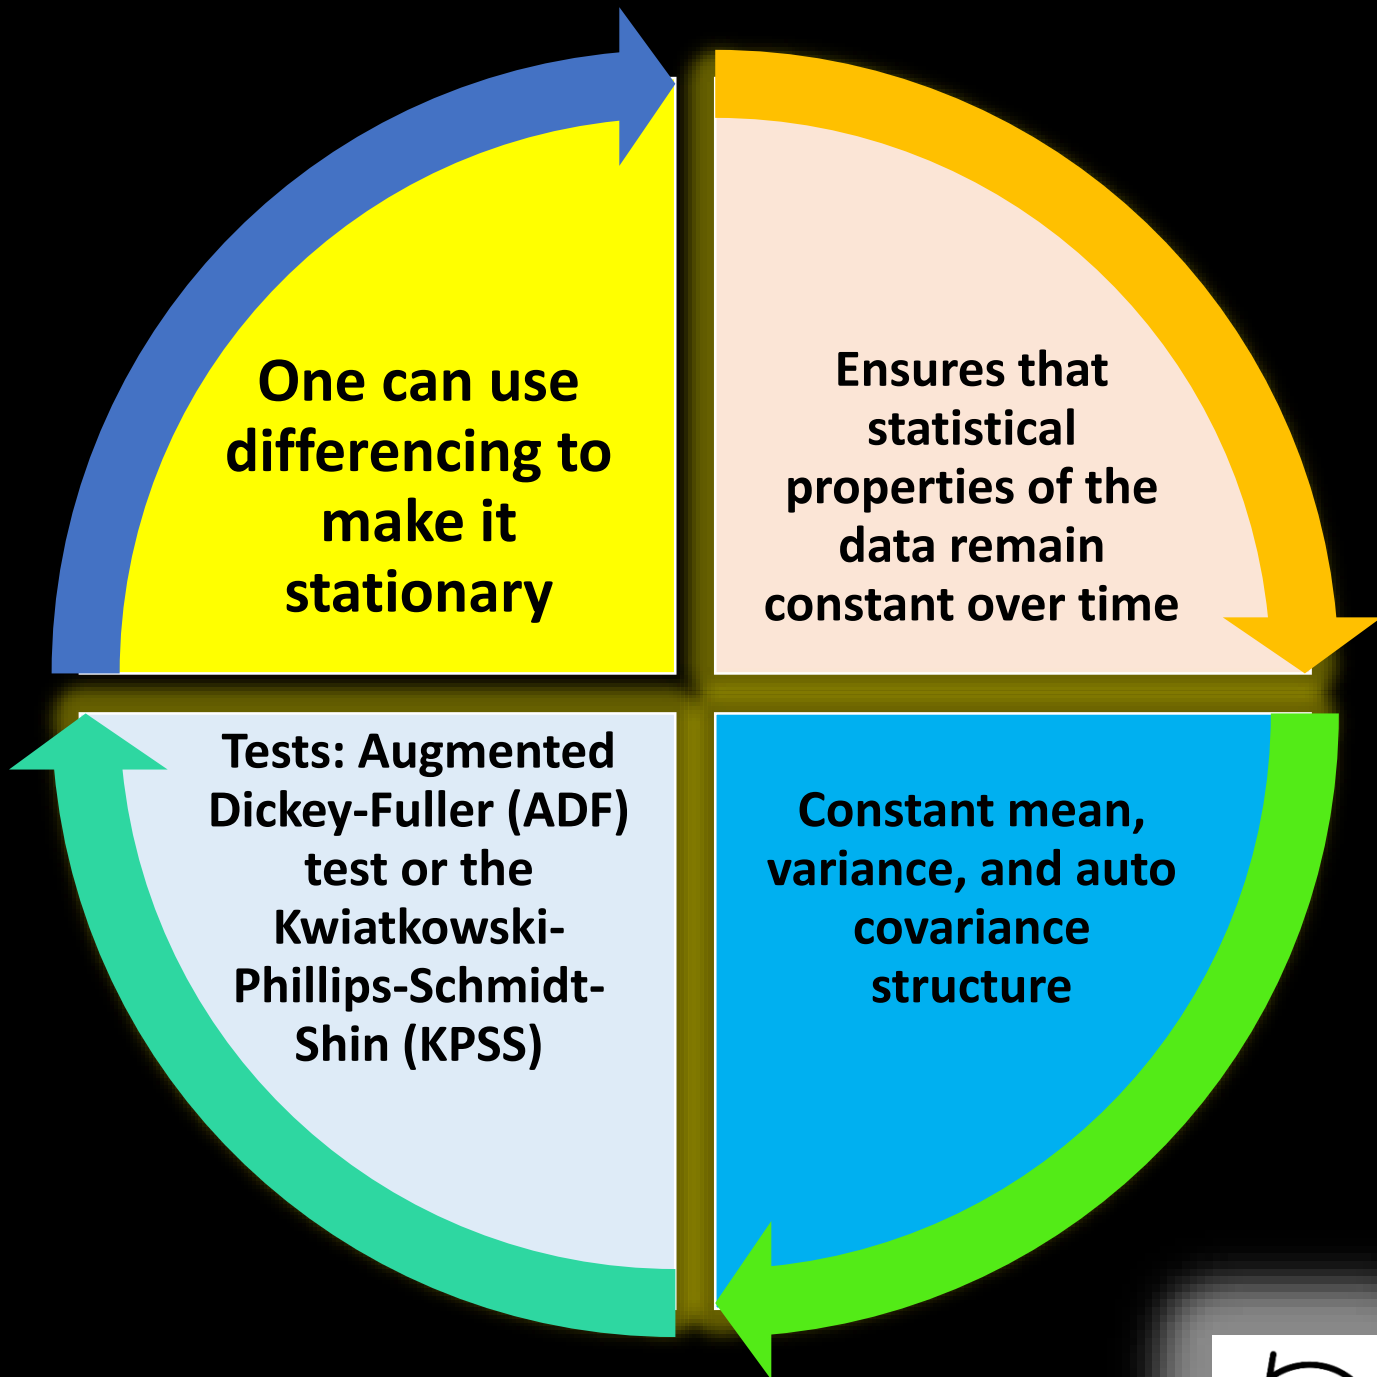 One can use
differencing to
make it
stationary
Ensures that
statistical
properties of the
data remain
constant over time
Tests: Augmented
Dickey-Fuller (ADF)
test or the
Kwiatkowski-
Phillips-Schmidt-
Shin (KPSS)
Constant mean,
variance, and auto
covariance
structure